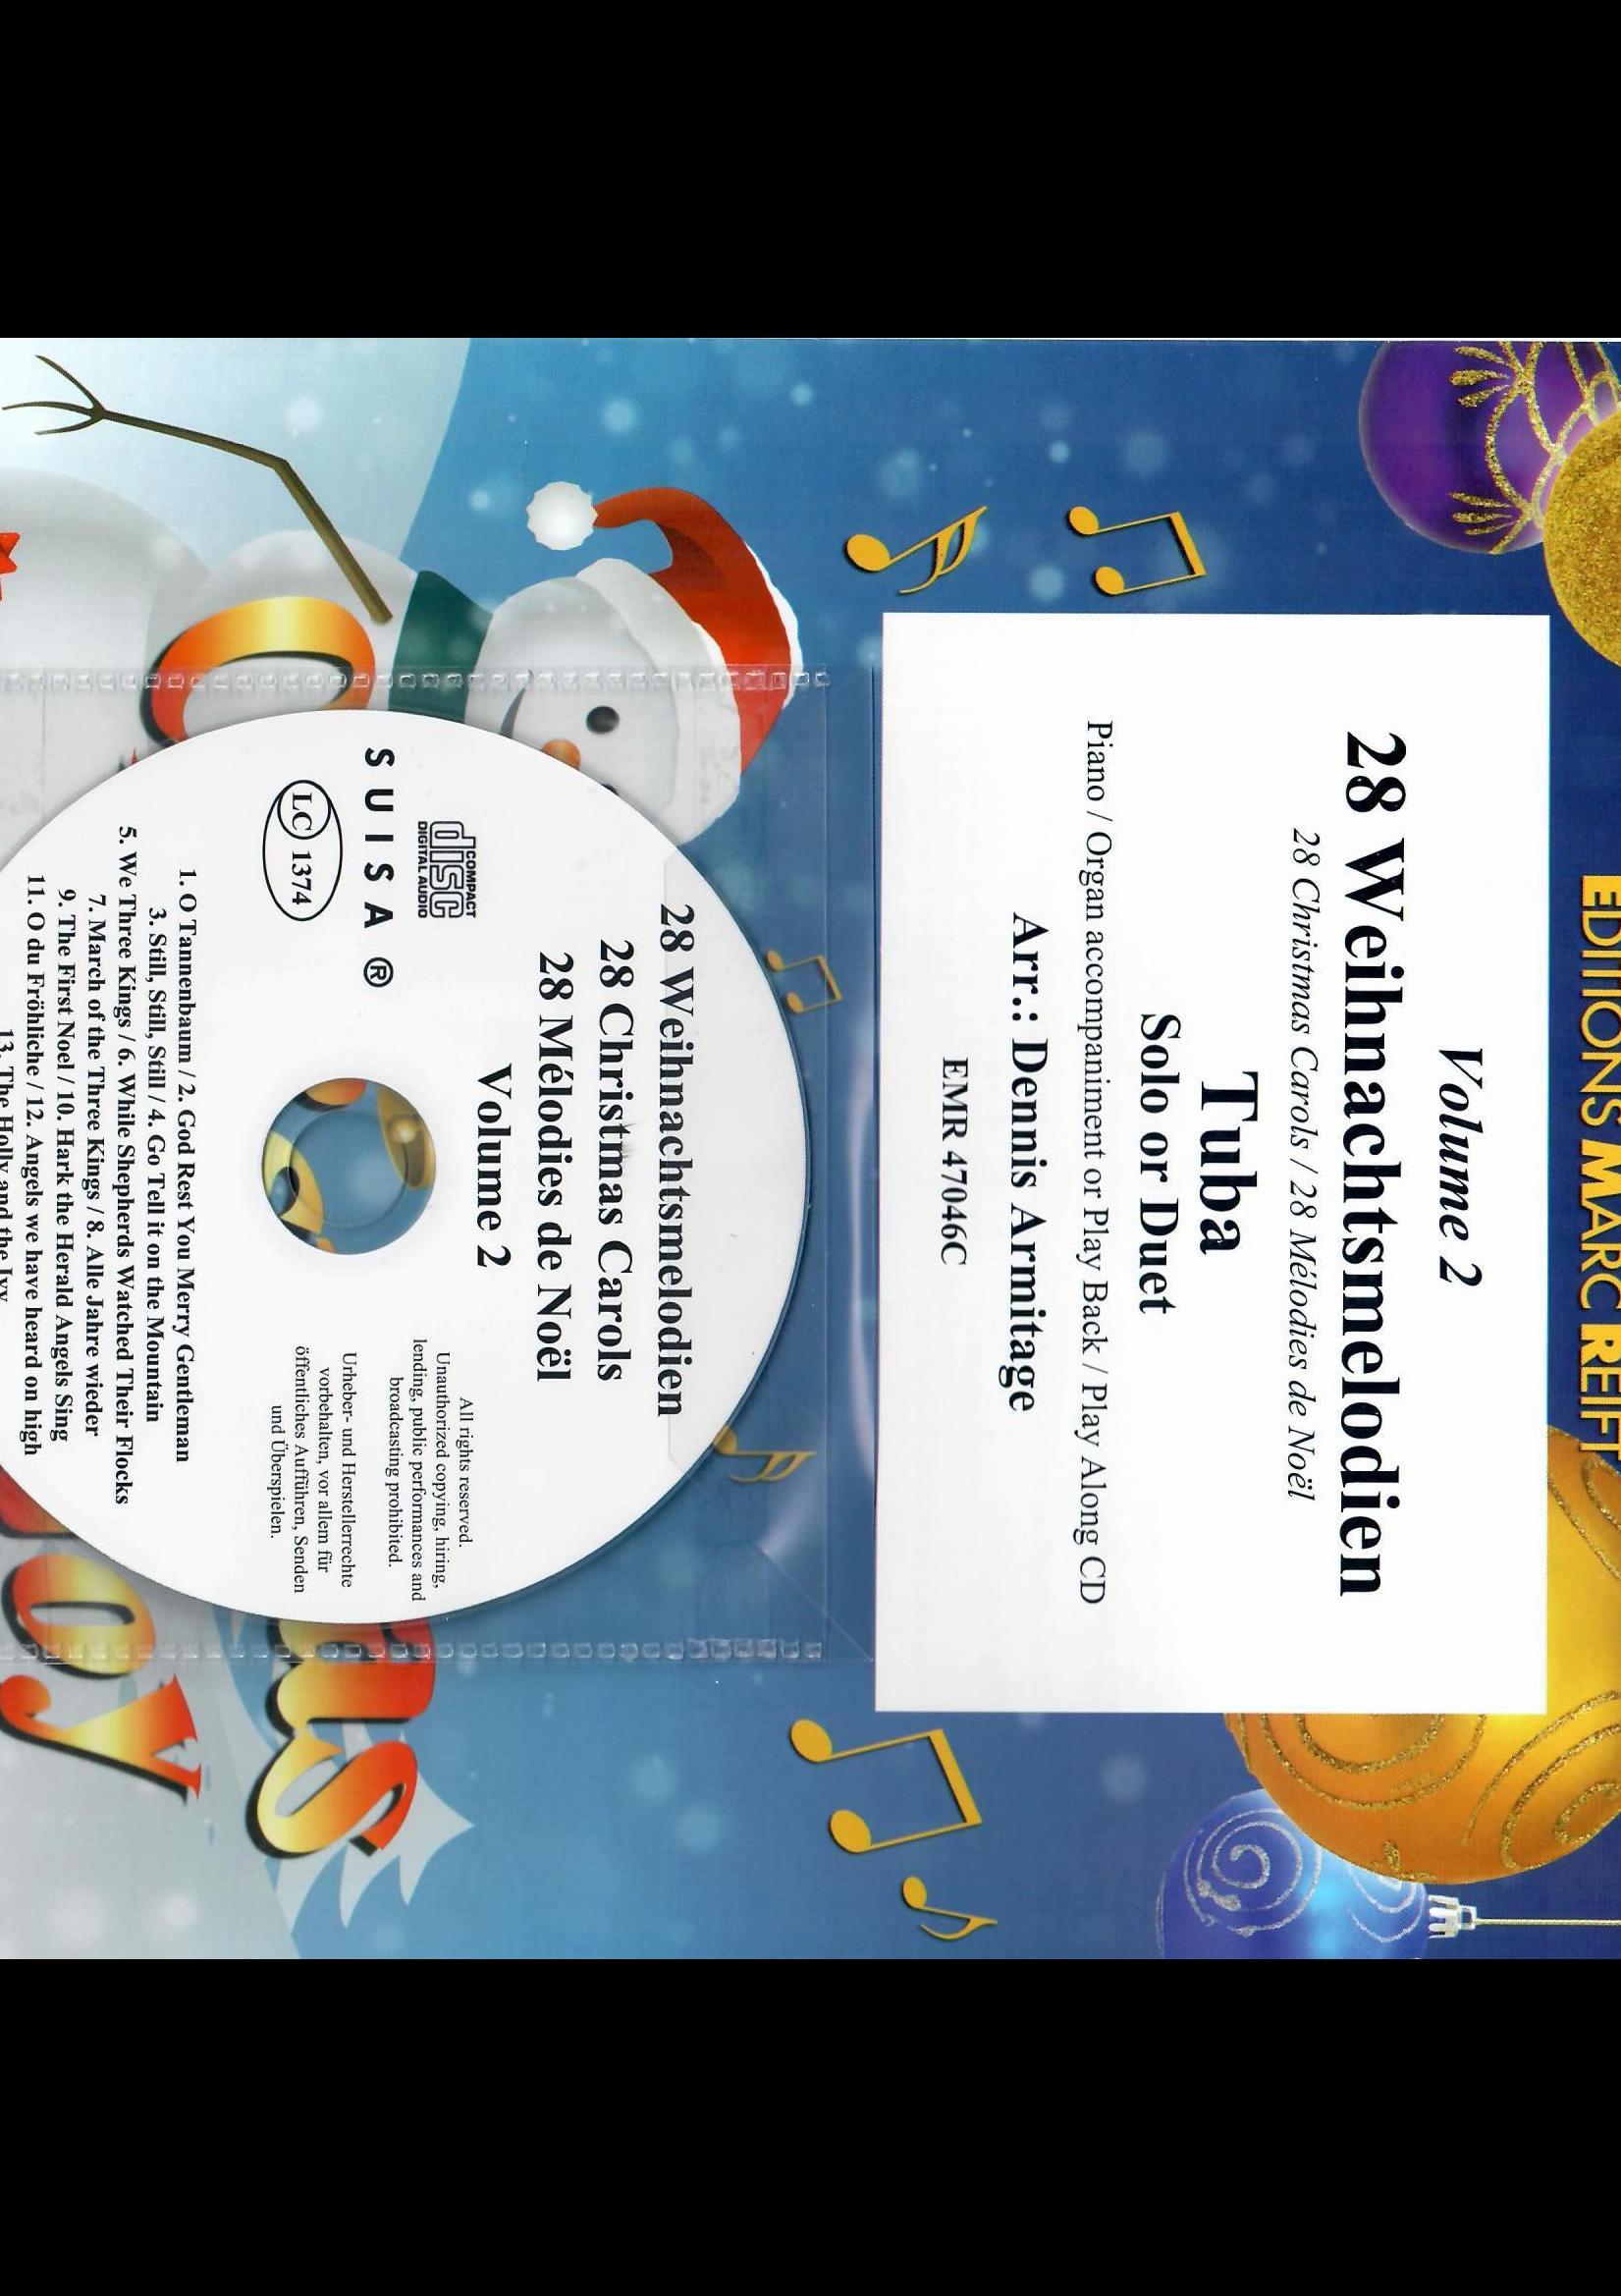 EDITIONS MARC REIFT
Volume 2
28 Weihnachtsmelodien
28 Christmas Carols / 28 Mélodies de Noël
Tuba
Solo or Duet
Piano / Organ accompaniment or Play Back / Play Along CD
Arr.: Dennis Armitage
EMR 47046C
28 Weihnachtsmelodien
28 Christmas Carols
28 Mélodies de Noël
Volume 2
COMPACT
disc
DIGITAL AUDIO
SUISA ®
LC 1374
All rights reserved.
Unauthorized copying, hiring,
lending, public performances and
broadcasting prohibited.
Urheber- und Herstellerrechte
vorbehalten, vor allem für
öffentliches Aufführen, Senden
und Überspielen.
1. O Tannenbaum / 2. God Rest You Merry Gentleman
3. Still, Still, Still / 4. Go Tell it on the Mountain
5. We Three Kings / 6. While Shepherds Watched Their Flocks
7. March of the Three Kings / 8. Alle Jahre wieder
9. The First Noel / 10. Hark the Herald Angels Sing
11. O du Fröhliche / 12. Angels we have heard on high
13. The Holly and the Ivy